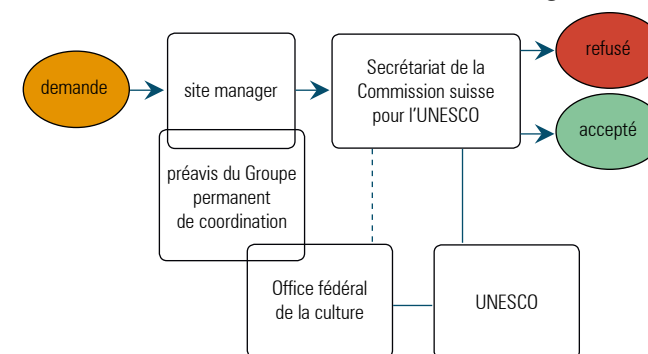 demande
site manager
Secrétariat de la
Commission suisse
pour l'UNESCO
refusé
accepté
préavis du Groupe
permanent
de coordination
Office fédéral
de la culture
UNESCO